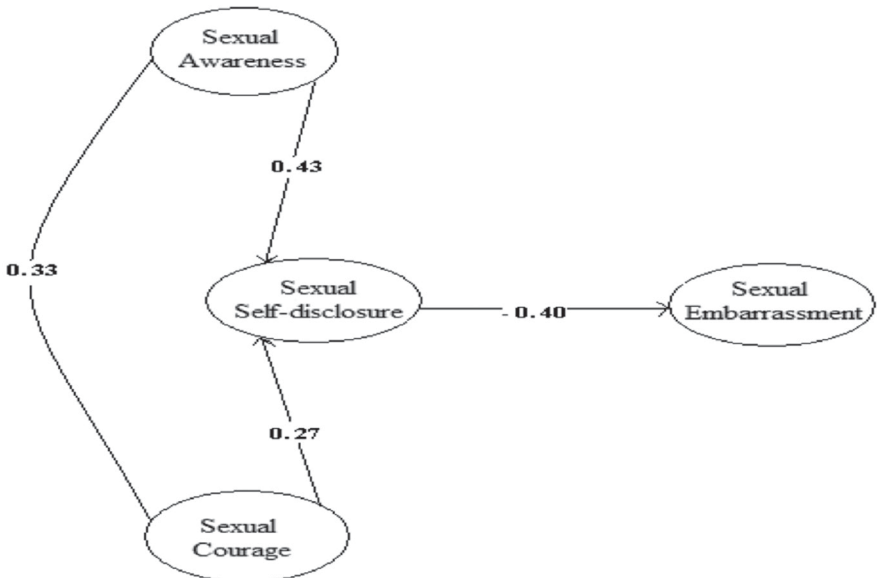 Sexual
Awareness
0.43
0.33
Sexual
Self-disclosure
- 0.40
Sexual
Embarrassment
0.27
Sexual
Courage